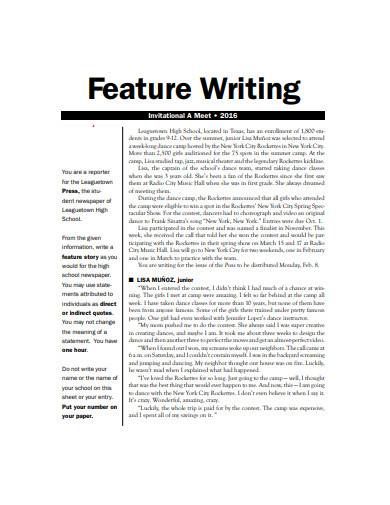 Feature Writing
Invitational A Meet • 2016
You are a reporter
for the Leaguetown
Press, the stu-
dent newspaper of
Leaguetown High
School.
From the given
information, write a
feature story as you
would for the high
school newspaper.
You may use state-
ments attributed to
individuals as direct
or indirect quotes.
You may not change
the meaning of a
statement. You have
one hour.
Do not write your
name or the name of
your school on this
sheet or your entry.
Put your number on
your paper.
Leaguetown High School, located in Texas, has an enrollment of 1,800 stu-
dents in grades 9-12. Over the summer, junior Lisa Muñoz was selected to attend
a week-long dance camp hosted by the New York City Rockettes in New York City.
More than 2,500 girls auditioned for the 75 spots in the summer camp. At the
camp, Lisa studied tap, jazz, musical theater and the legendary Rockettes kickline.
Lisa, the captain of the school's dance team, started taking dance classes
when she was 5 years old. She's been a fan of the Rockettes since she first saw
them at Radio City Music Hall when she was in first grade. She always dreamed
of meeting them.
During the dance camp, the Rockettes announced that all girls who attended
the camp were eligible to win a spot in the Rockettes' New York City Spring Spec-
tacular Show. For the contest, dancers had to choreograph and video an original
dance to Frank Sinatra's "New York, New York." Entries were due Oct. 1.
Lisa participated in the contest and was named a finalist in November. This
week, she received the call that told her she won the contest and would be par-
ticipating with the Rockettes in their spring show on March 15 and 17 at Radio
City Music Hall. Lisa will go to New York City for two weekends, one in February
and one in March to practice with the team.
You are writing for the issue of the Press to be distributed Monday, Feb. 8.
■ LISA MUÑOZ, junior
"When I entered the contest, I didn't think I had much of a chance at win-
ning. The girls I met at camp were amazing. I felt so far behind at the camp all
week. I have taken dance classes for more than 10 years, but none of them have
been from anyone famous. Some of the girls there trained under pretty famous
people. One girl had even worked with Jennifer Lopez's dance instructor.
"My mom pushed me to do the contest. She always said I was super creative
in creating dances, and maybe I am. It took me about three weeks to design the
dance and then another three to perfect the moves and get an almost-perfect video.
"When I found out I won, my screams woke up our neighbors. The call came at
6 a.m. on Saturday, and I couldn't contain myself. I was in the backyard screaming
and jumping and dancing. My neighbor thought our house was on fire. Luckily,
he wasn't mad when I explained what had happened.
"I've loved the Rockettes for so long. Just going to the camp — well, I thought
that was the best thing that would ever happen to me. And now, this — I am going
to dance with the New York City Rockettes. I don't even believe it when I say it.
It's crazy. Wonderful, amazing, crazy.
"Luckily, the whole trip is paid for by the contest. The camp was expensive,
and I spent all of my savings on it."